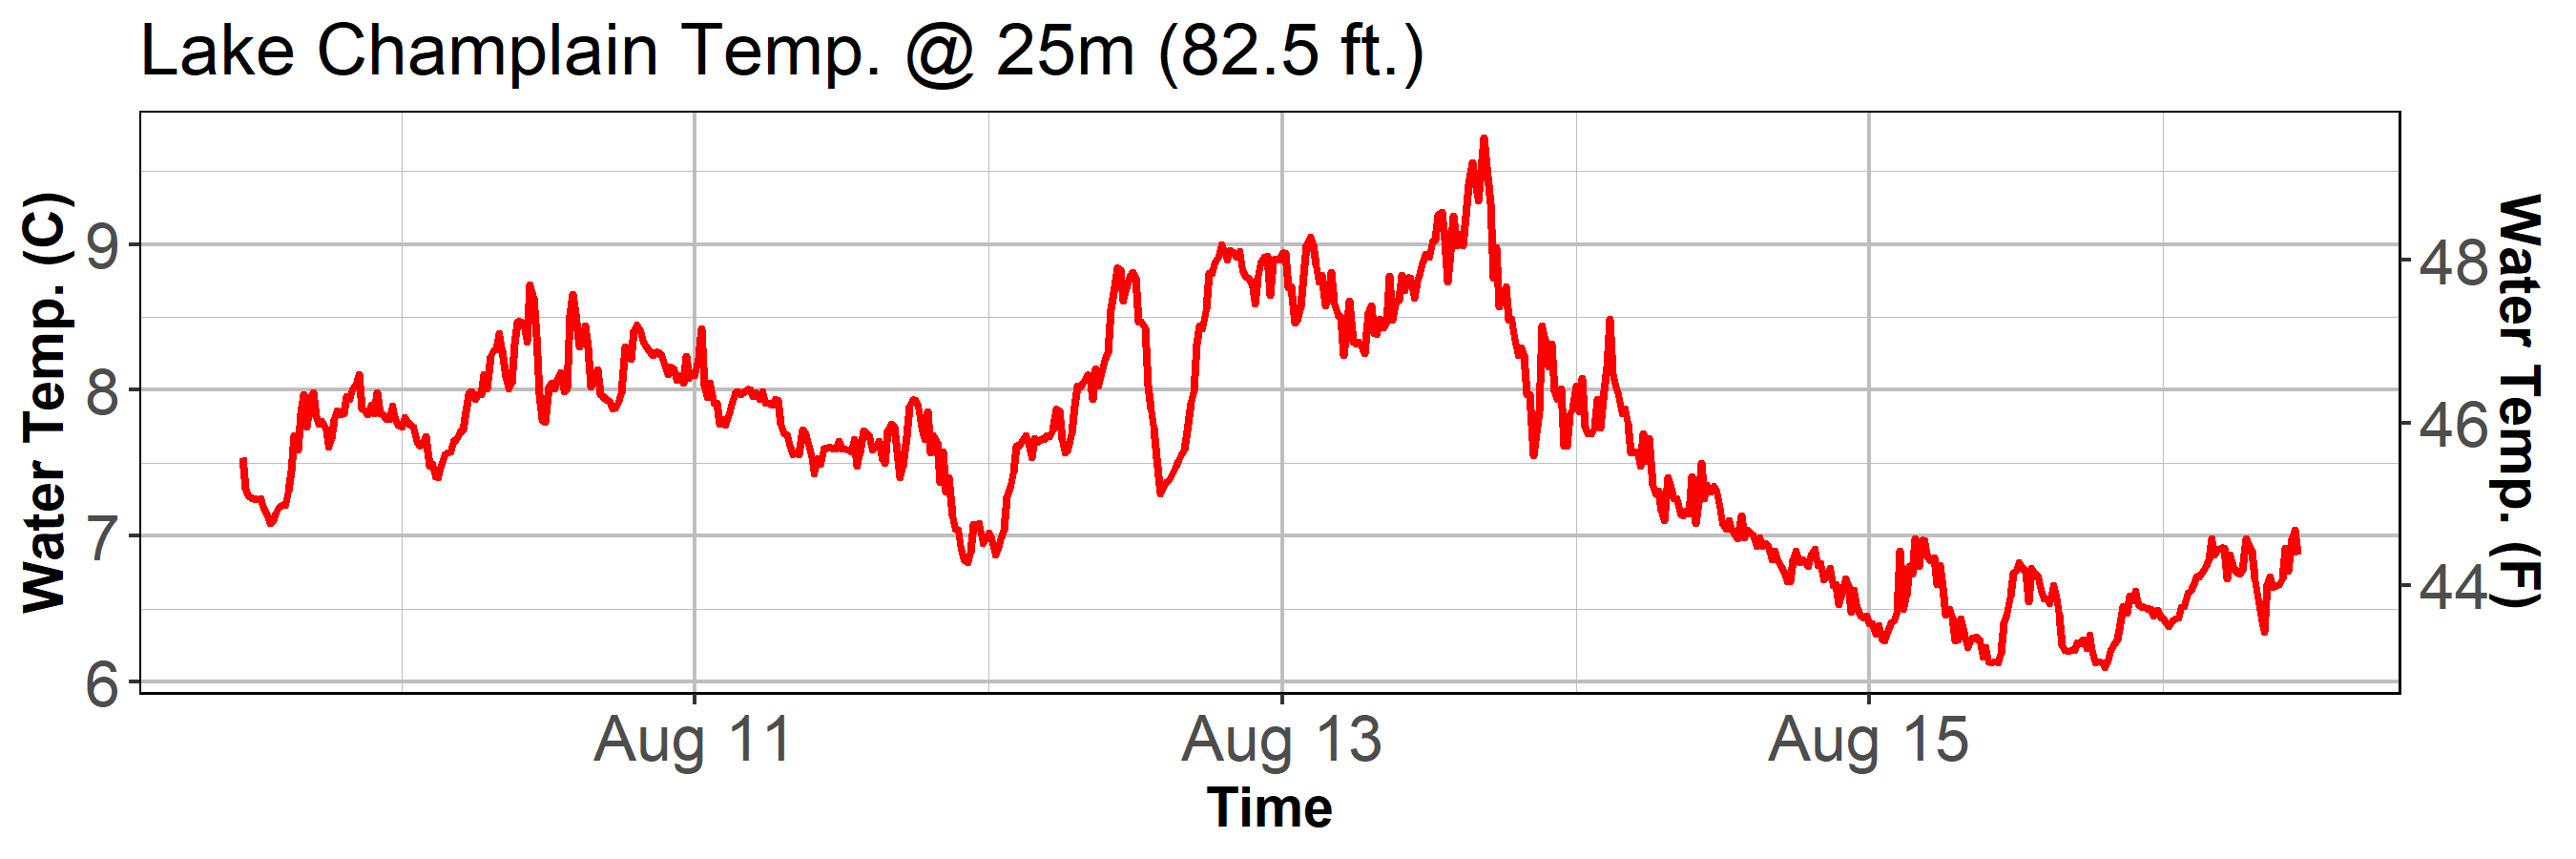 Lake Champlain Temp. @ 25m (82.5 ft.)
Water Temp. (C)
9
8
7
6
48
46
44
Water Temp. (F)
Aug 11
Aug 13
Aug 15
Time